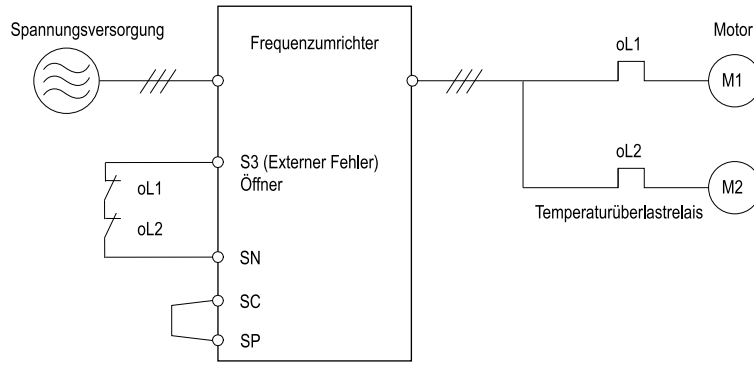 Spannungsversorgung
Frequenzumrichter
oL1
Motor
M1
S3 (Externer Fehler)
Öffner
oL1
oL2
oL2
M2
Temperaturüberlastrelais
SN
SC
SP